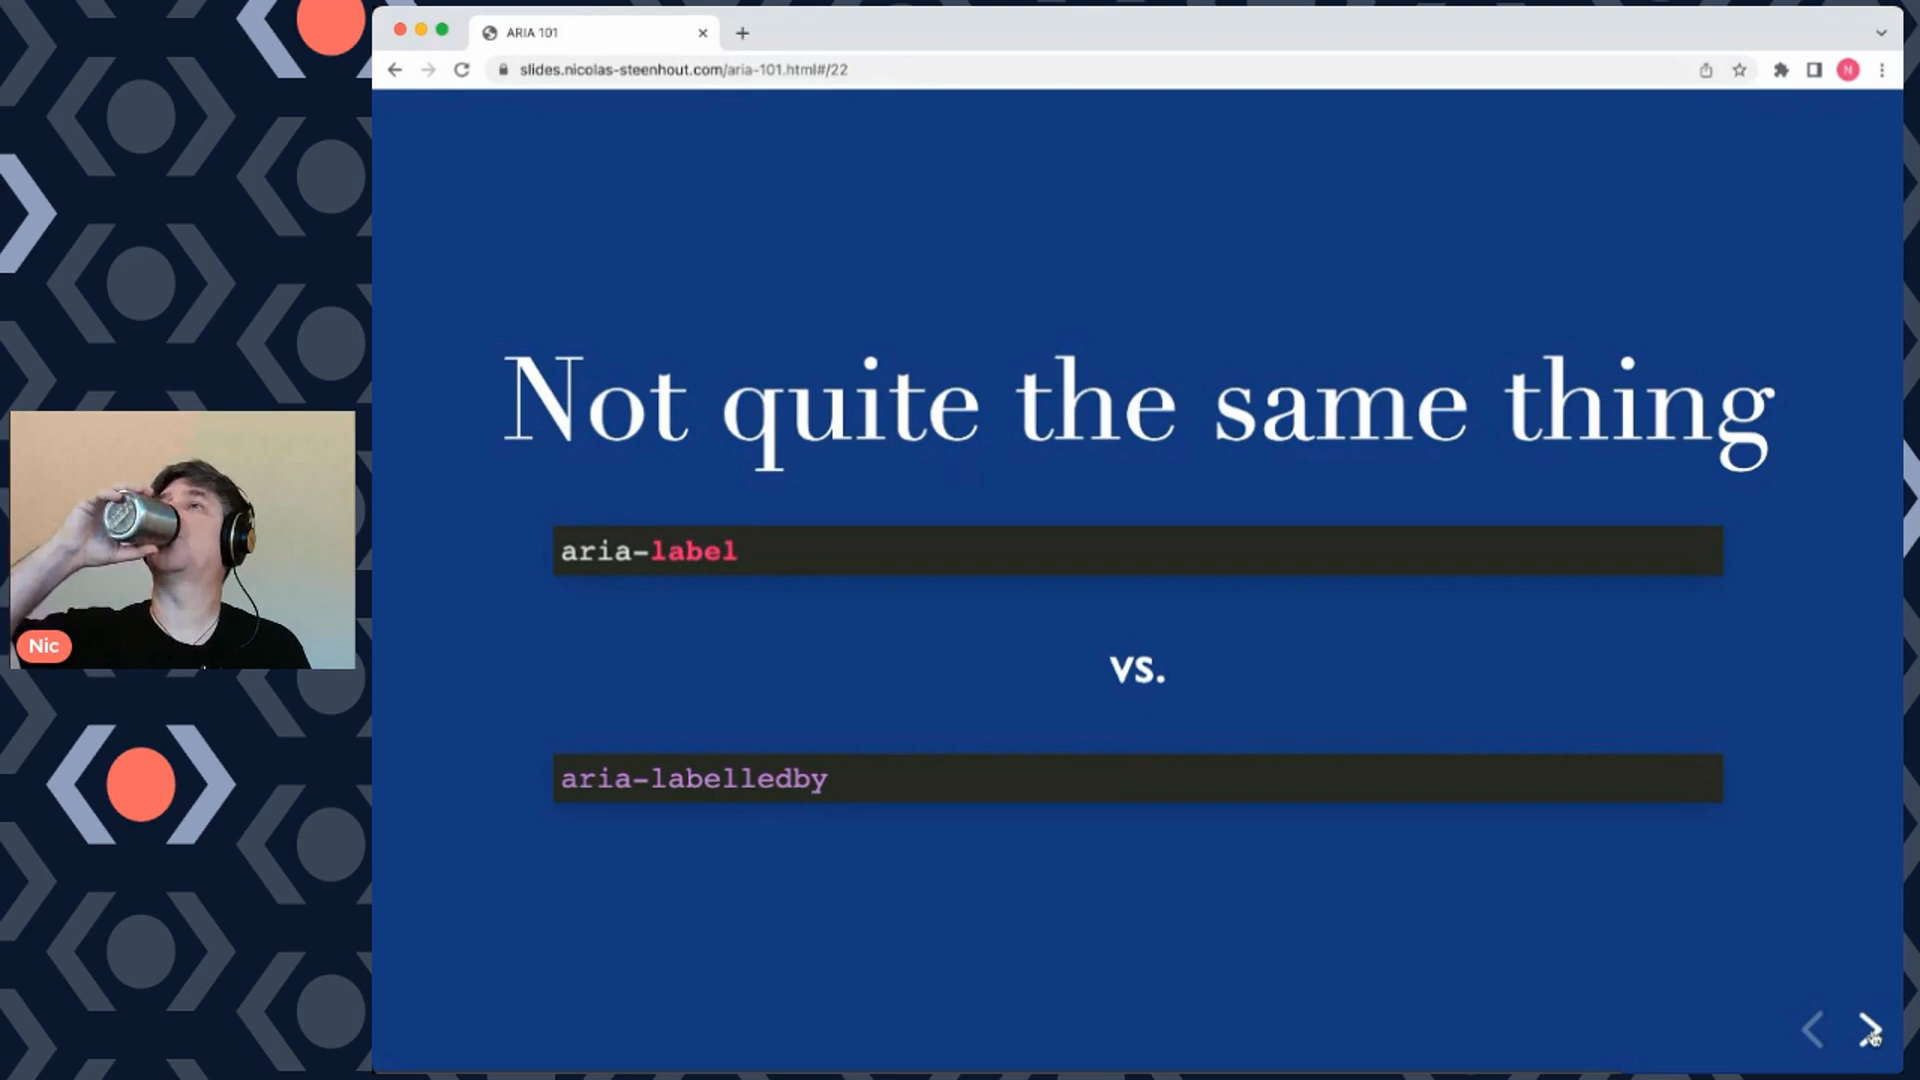 ARIA 101
slides.nicolas-steenhout.com/aria-101.html#/22
N
Not quite the same thing
aria-label
vs.
aria-labelledby
Nic